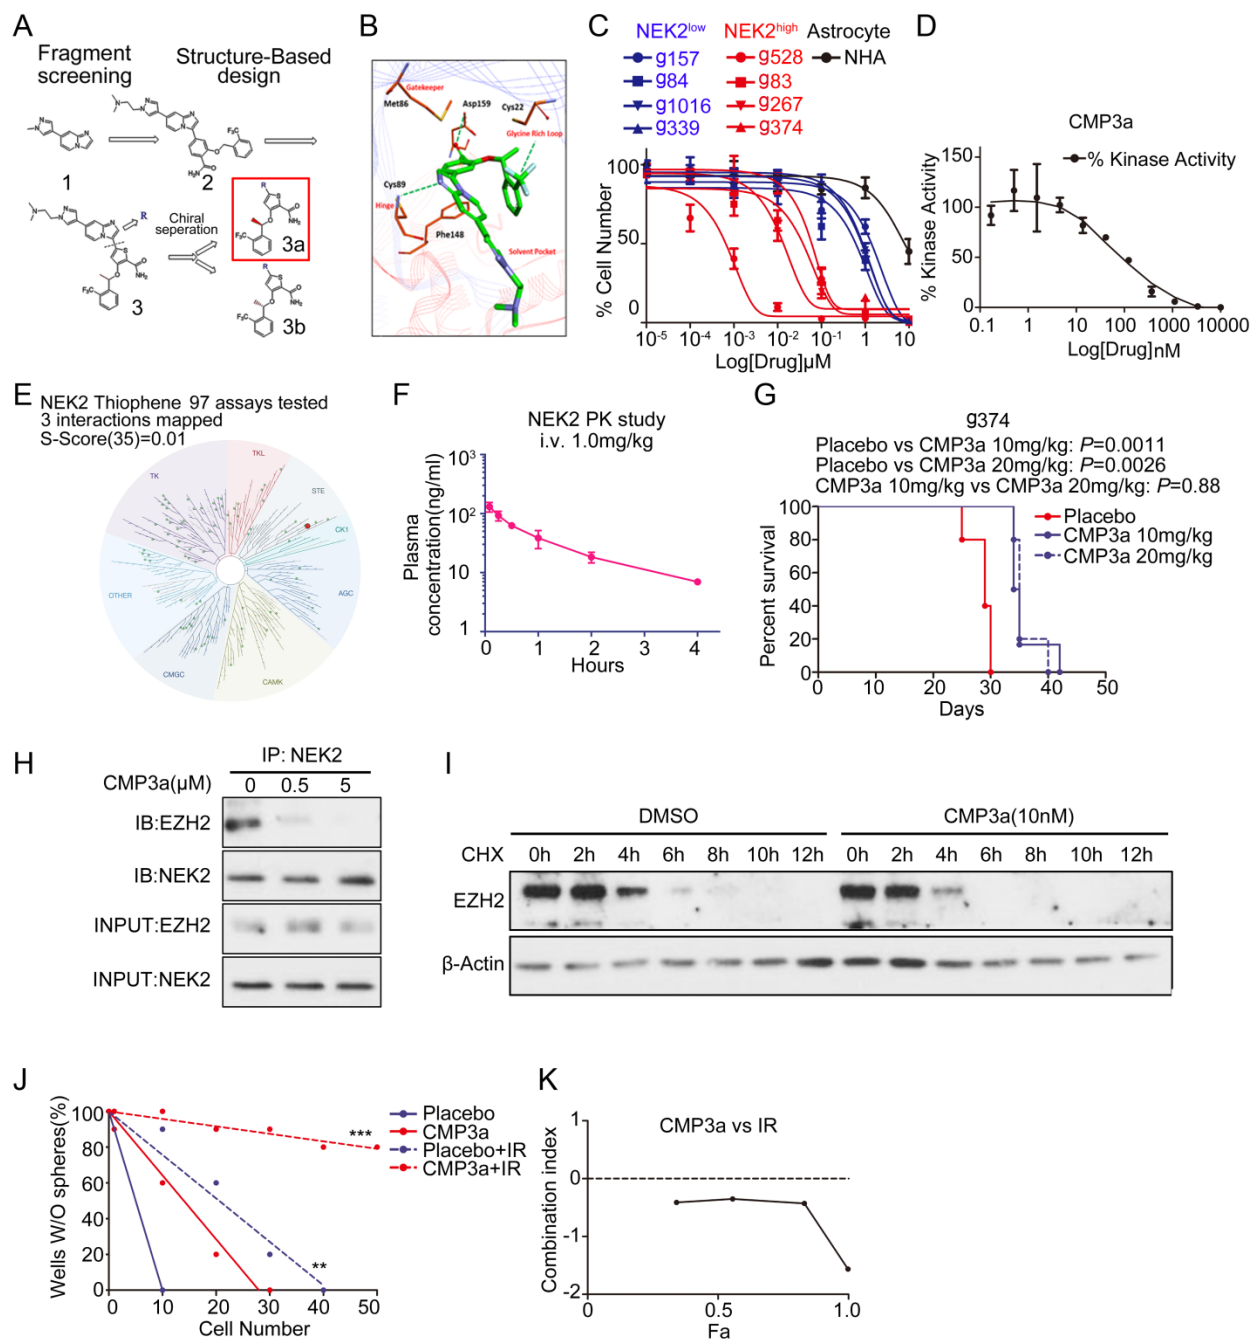 A
Fragment
screening
Structure-Based
design
1
2
3
Chiral
seperation
R
3a
3b
B
Gatekeeper
Met86
Asp159
Cys22
Glycine Rich Loop
Cys89
Hinge
Phe148
Solvent Pocket
C
NEK2low
NEK2high
Astrocyte
g157
g84
g1016
g339
g528
g83
g267
g374
NHA
% Cell Number
100
50
0
10-5
10-4
10-3
10-2
10-1
1
10
Log[Drug]µM
D
CMP3a
% Kinase Activity
% Kinase Activity
150
100
50
0
0.1
1
10
100
1000
10000
Log[Drug]nM
E
NEK2 Thiophene 97 assays tested
3 interactions mapped
S-Score(35)=0.01
TK
TKL
STE
CK1
AGC
CAMK
CMGC
OTHER
F
NEK2 PK study
i.v. 1.0mg/kg
Plasma
concentration(ng/ml)
103
102
10
1
0
1
2
3
4
Hours
G
g374
Placebo vs CMP3a 10mg/kg: P=0.0011
Placebo vs CMP3a 20mg/kg: P=0.0026
CMP3a 10mg/kg vs CMP3a 20mg/kg: P=0.88
Placebo
CMP3a 10mg/kg
CMP3a 20mg/kg
Percent survival
100
80
60
40
20
0
0
10
20
30
40
50
Days
H
IP: NEK2
CMP3a(µM)
0
0.5
5
IB:EZH2
IB:NEK2
INPUT:EZH2
INPUT:NEK2
I
DMSO
CMP3a(10nM)
CHX
0h 2h 4h 6h 8h 10h 12h
0h 2h 4h 6h 8h 10h 12h
EZH2
β-Actin
J
Wells W/O spheres(%)
100
80
60
40
20
0
0
10
20
30
40
50
Cell Number
***
**
Placebo
CMP3a
Placebo+IR
CMP3a+IR
K
CMP3a vs IR
Combination index
1
0
-1
-2
0
0.5
1.0
Fa